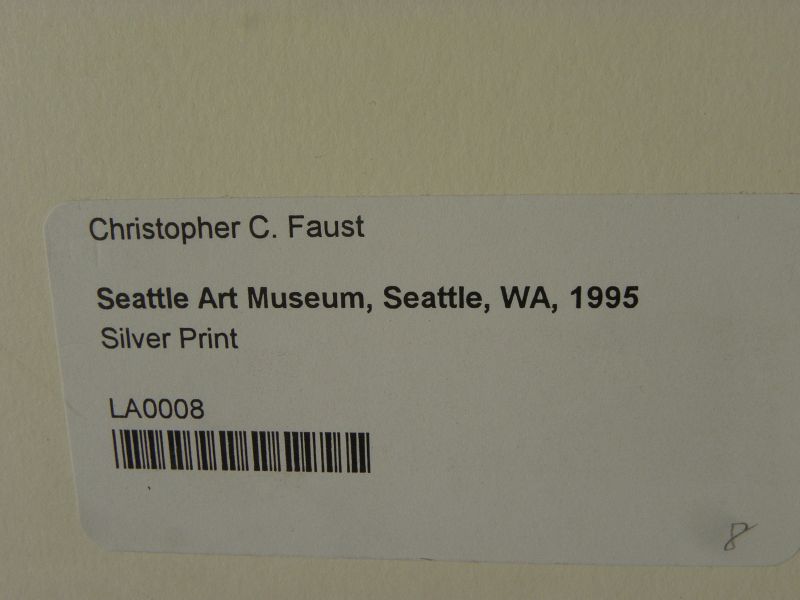 Christopher C. Faust
Seattle Art Museum, Seattle, WA, 1995
Silver Print
LA0008
8